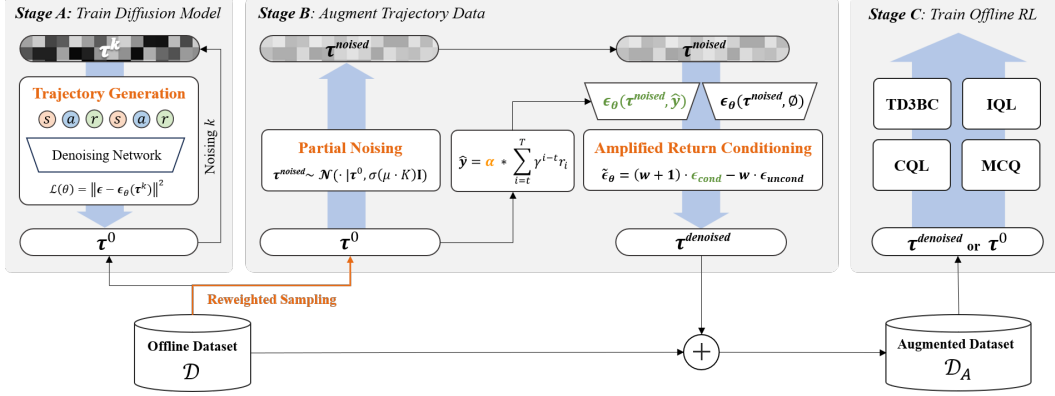 Stage A: Train Diffusion Model
τ^k
Trajectory Generation
s a r s a r
Denoising Network
ℒ(θ) = ‖ϵ − ϵ_θ(τ^k)‖^2
Noising k
τ^0
Stage B: Augment Trajectory Data
τ^noised
τ^noised
Partial Noising
τ^noised ~ 𝒩(· |τ^0, σ(μ · K)I)
ŷ = α * ∑_{i=t}^{T} γ^{i−t} r_i
ϵ_θ(τ^noised, ŷ)
ϵ_θ(τ^noised, ∅)
Amplified Return Conditioning
ϵ̃_θ = (w + 1) · ϵ_cond − w · ϵ_uncond
τ^0
τ^denoised
Stage C: Train Offline RL
TD3BC
IQL
CQL
MCQ
τ^denoised or τ^0
Reweighted Sampling
Offline Dataset
𝒟
+
Augmented Dataset
𝒟_A